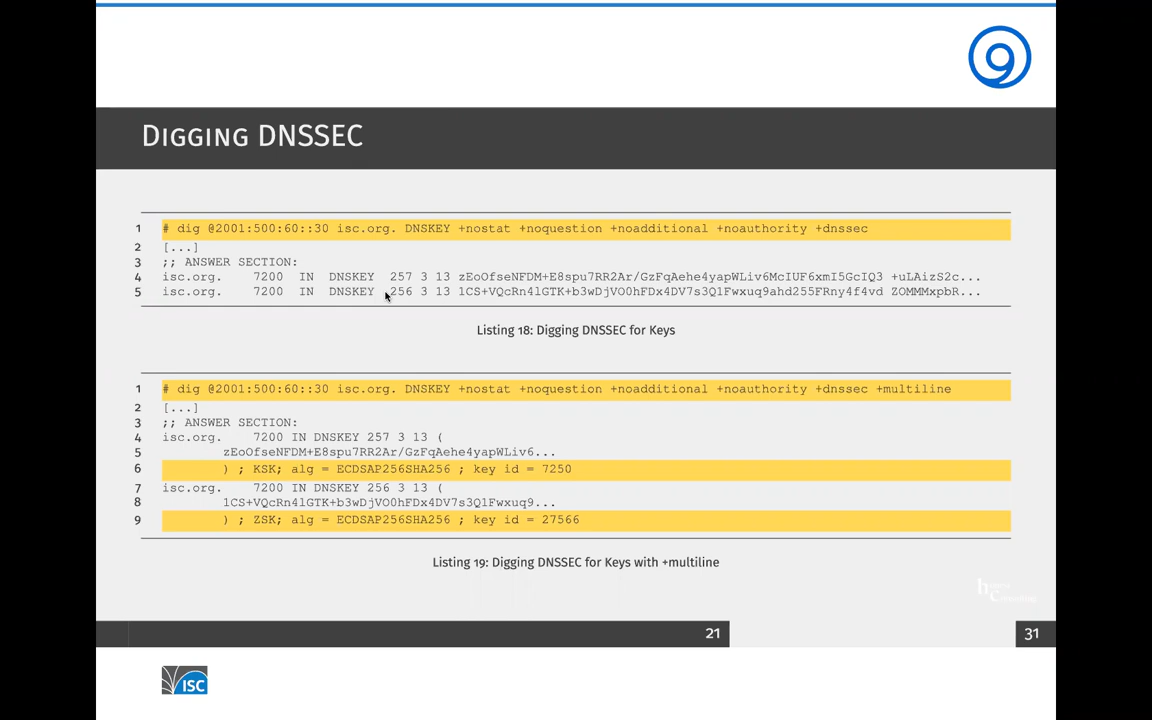 DIGGING DNSSEC
1 # dig @2001:500:60::30 isc.org. DNSKEY +nostat +noquestion +noadditional +noauthority +dnssec
2 [...]
3 ;; ANSWER SECTION:
4 isc.org. 7200 IN DNSKEY 257 3 13 zEoOfseNFDM+E8spu7RR2Ar/GzFqAehe4yapWLiv6McIUF6xmI5GcIQ3 +uLAizS2c...
5 isc.org. 7200 IN DNSKEY 256 3 13 1CS+VQcRn4lGTK+b3wDjVO0hFDx4DV7s3Q1Fwxuq9ahd255FRny4f4vd ZOMMMxpbR...
Listing 18: Digging DNSSEC for Keys
1 # dig @2001:500:60::30 isc.org. DNSKEY +nostat +noquestion +noadditional +noauthority +dnssec +multiline
2 [...]
3 ;; ANSWER SECTION:
4 isc.org. 7200 IN DNSKEY 257 3 13 (
5 zEoOfseNFDM+E8spu7RR2Ar/GzFqAehe4yapWLiv6...
6 ) ; KSK; alg = ECDSAP256SHA256 ; key id = 7250
7 isc.org. 7200 IN DNSKEY 256 3 13 (
8 1CS+VQcRn4lGTK+b3wDjVO0hFDx4DV7s3Q1Fwxuq9...
9 ) ; ZSK; alg = ECDSAP256SHA256 ; key id = 27566
Listing 19: Digging DNSSEC for Keys with +multiline
21
31
ISC